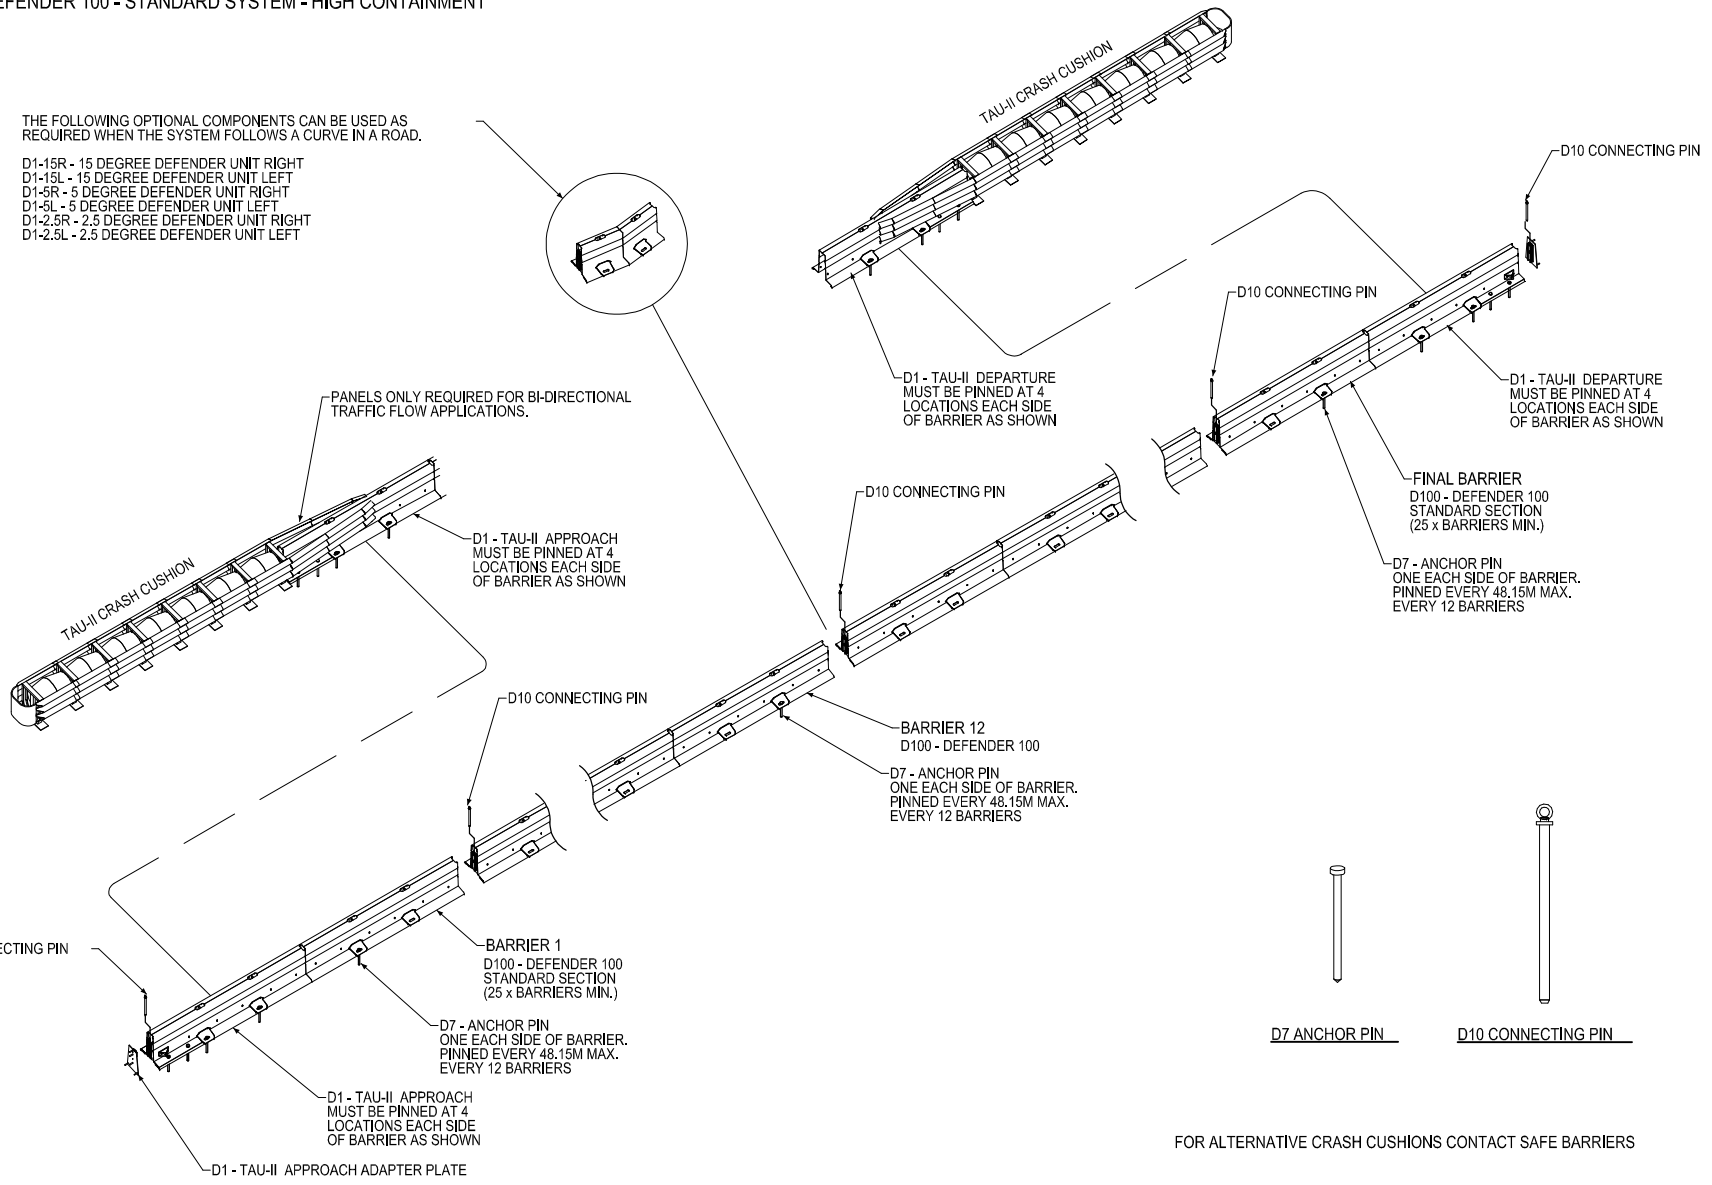 DEFENDER 100 - STANDARD SYSTEM - HIGH CONTAINMENT
THE FOLLOWING OPTIONAL COMPONENTS CAN BE USED AS
REQUIRED WHEN THE SYSTEM FOLLOWS A CURVE IN A ROAD.
D1-15R - 15 DEGREE DEFENDER UNIT RIGHT
D1-15L - 15 DEGREE DEFENDER UNIT LEFT
D1-5R - 5 DEGREE DEFENDER UNIT RIGHT
D1-5L - 5 DEGREE DEFENDER UNIT LEFT
D1-2.5R - 2.5 DEGREE DEFENDER UNIT RIGHT
D1-2.5L - 2.5 DEGREE DEFENDER UNIT LEFT
TAU-II CRASH CUSHION
D10 CONNECTING PIN
D10 CONNECTING PIN
D1 - TAU-II DEPARTURE
MUST BE PINNED AT 4
LOCATIONS EACH SIDE
OF BARRIER AS SHOWN
D1 - TAU-II DEPARTURE
MUST BE PINNED AT 4
LOCATIONS EACH SIDE
OF BARRIER AS SHOWN
PANELS ONLY REQUIRED FOR BI-DIRECTIONAL
TRAFFIC FLOW APPLICATIONS.
FINAL BARRIER
D100 - DEFENDER 100
STANDARD SECTION
(25 x BARRIERS MIN.)
D10 CONNECTING PIN
D1 - TAU-II APPROACH
MUST BE PINNED AT 4
LOCATIONS EACH SIDE
OF BARRIER AS SHOWN
TAU-II CRASH CUSHION
D7 - ANCHOR PIN
ONE EACH SIDE OF BARRIER.
PINNED EVERY 48.15M MAX.
EVERY 12 BARRIERS
D10 CONNECTING PIN
BARRIER 12
D100 - DEFENDER 100
D7 - ANCHOR PIN
ONE EACH SIDE OF BARRIER.
PINNED EVERY 48.15M MAX.
EVERY 12 BARRIERS
ECTING PIN
BARRIER 1
D100 - DEFENDER 100
STANDARD SECTION
(25 x BARRIERS MIN.)
D7 - ANCHOR PIN
ONE EACH SIDE OF BARRIER.
PINNED EVERY 48.15M MAX.
EVERY 12 BARRIERS
D7 ANCHOR PIN
D10 CONNECTING PIN
D1 - TAU-II APPROACH
MUST BE PINNED AT 4
LOCATIONS EACH SIDE
OF BARRIER AS SHOWN
D1 - TAU-II APPROACH ADAPTER PLATE
FOR ALTERNATIVE CRASH CUSHIONS CONTACT SAFE BARRIERS